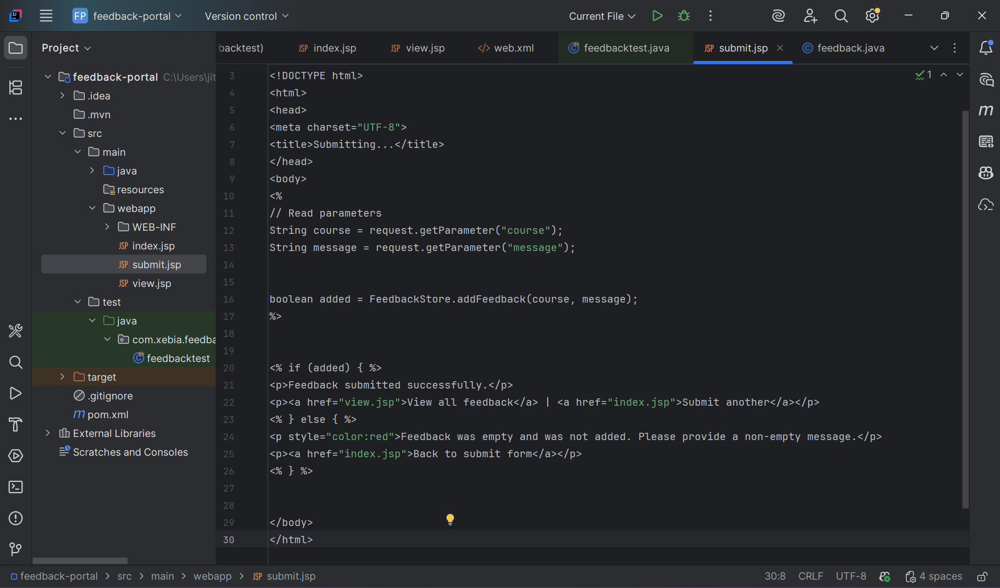 FP feedback-portal Version control Current File
Project
backtest) index.jsp view.jsp web.xml feedbacktest.java submit.jsp feedback.java
feedback-portal C:\Users\jit
.idea
.mvn
src
main
java
resources
webapp
WEB-INF
index.jsp
submit.jsp
view.jsp
test
java
com.xebia.feedba
feedbacktest
target
.gitignore
pom.xml
External Libraries
Scratches and Consoles
1
3 <!DOCTYPE html>
4 <html>
5 <head>
6 <meta charset="UTF-8">
7 <title>Submitting...</title>
8 </head>
9 <body>
10 <%
11 // Read parameters
12 String course = request.getParameter("course");
13 String message = request.getParameter("message");
14
15
16 boolean added = FeedbackStore.addFeedback(course, message);
17 %>
18
19
20 <% if (added) { %>
21 <p>Feedback submitted successfully.</p>
22 <p><a href="view.jsp">View all feedback</a> | <a href="index.jsp">Submit another</a></p>
23 <% } else { %>
24 <p style="color:red">Feedback was empty and was not added. Please provide a non-empty message.</p>
25 <p><a href="index.jsp">Back to submit form</a></p>
26 <% } %>
27
28
29 </body>
30 </html>
feedback-portal > src > main > webapp > JSP submit.jsp 30:8 CRLF UTF-8 4 spaces